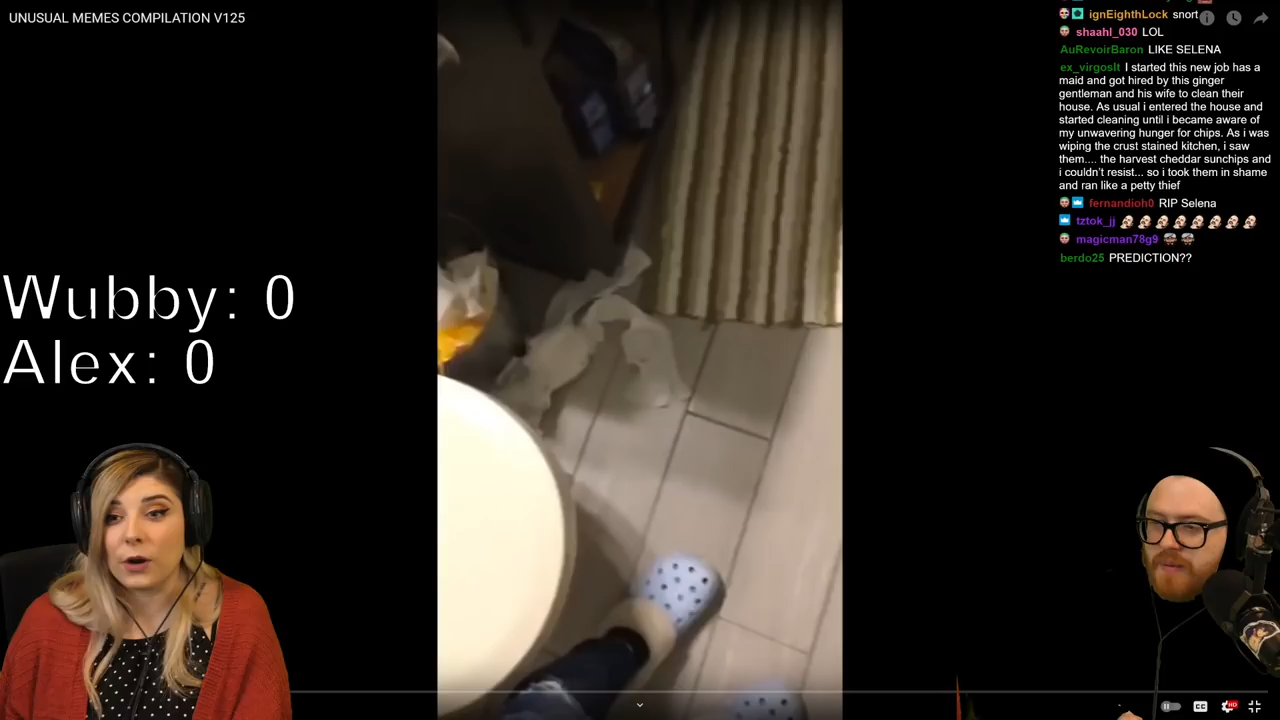 UNUSUAL MEMES COMPILATION V125
Wubby: 0
Alex: 0
ignEighthLock snort
shaahl_030 LOL
AuRevoirBaron LIKE SELENA
ex_virgoslt I started this new job has a
maid and got hired by this ginger
gentleman and his wife to clean their
house. As usual i entered the house and
started cleaning until i became aware of
my unwavering hunger for chips. As i was
wiping the crust stained kitchen, i saw
them.... the harvest cheddar sunchips and
i couldn't resist... so i took them in shame
and ran like a petty thief
fernandioh0 RIP Selena
tztok_jj
magicman78g9
berdo25 PREDICTION??
CC
HD